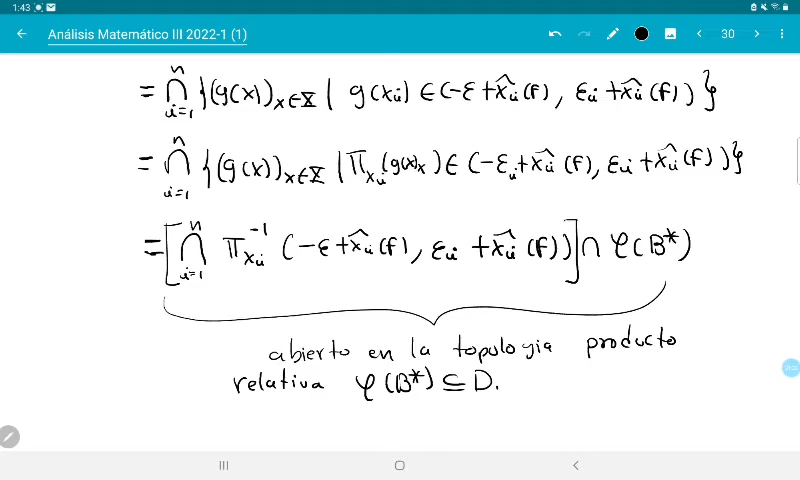 1:43
Análisis Matemático III 2022-1 (1)
30
= ⋂_{i=1}^{n} {(g(x))_{x∈X} | g(x_i) ∈ (-ε + x̂_i(f), ε_i + x̂_i(f))}
= ⋂_{i=1}^{n} {(g(x))_{x∈X} | Π_{x_i}(g(x))_x) ∈ (-ε_i + x̂_i(f), ε_i + x̂_i(f))}
= [⋂_{i=1}^{n} Π_{x_i}^{-1} (-ε + x̂_i(f), ε_i + x̂_i(f))] ∩ φ(B*)
abierto en la topologia producto
relativa φ(B*) ⊆ D.